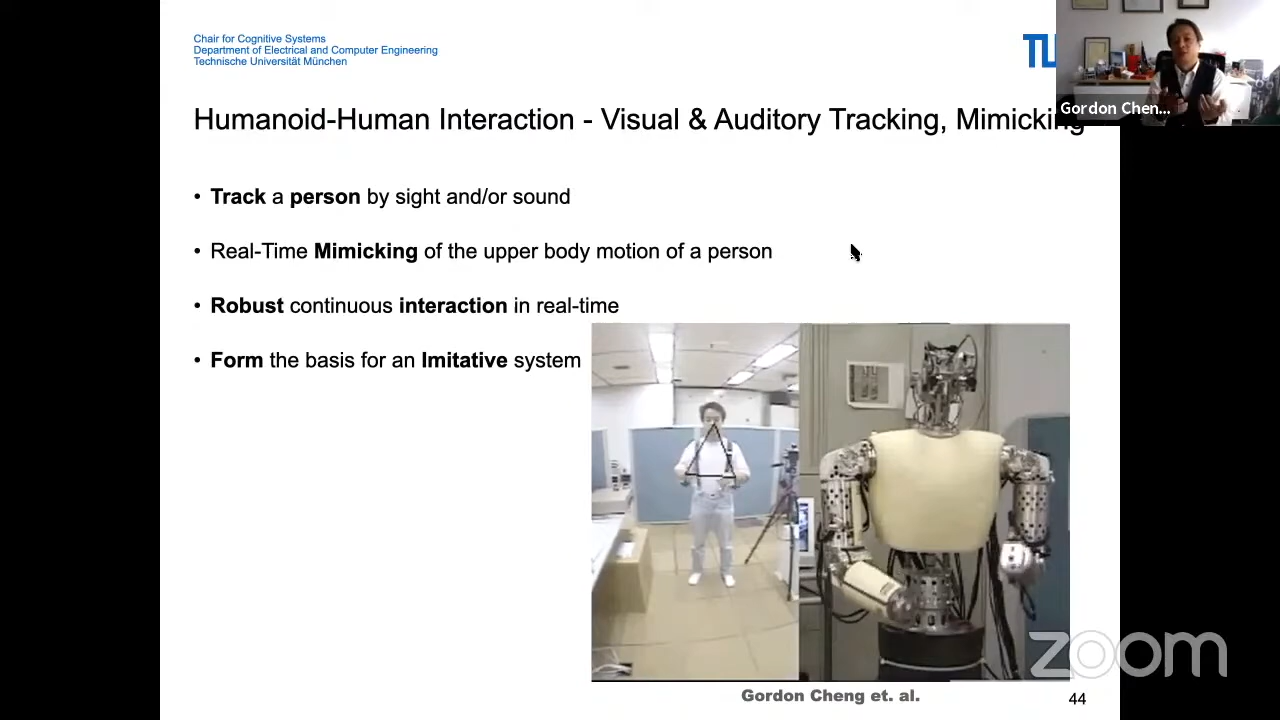 Chair for Cognitive Systems
Department of Electrical and Computer Engineering
Technische Universität München
TU
Gordon Chen...
Humanoid-Human Interaction - Visual & Auditory Tracking, Mimicking
• Track a person by sight and/or sound
• Real-Time Mimicking of the upper body motion of a person
• Robust continuous interaction in real-time
• Form the basis for an Imitative system
zoom
Gordon Cheng et. al.
44